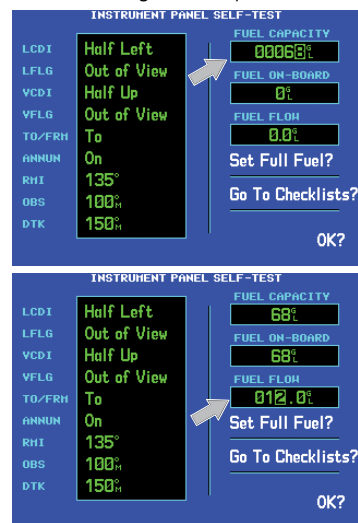 INSTRUMENT PANEL SELF-TEST
LCDI Half Left
LFLG Out of View
VCDI Half Up
VFLG Out of View
TO/FRM To
ANNUN On
RMI 135°
OBS 100°M
DTK 150°M
FUEL CAPACITY
00068GL
FUEL ON-BOARD
0GL
FUEL FLOW
0.0GL
Set Full Fuel?
Go To Checklists?
OK?
INSTRUMENT PANEL SELF-TEST
LCDI Half Left
LFLG Out of View
VCDI Half Up
VFLG Out of View
TO/FRM To
ANNUN On
RMI 135°
OBS 100°M
DTK 150°M
FUEL CAPACITY
68GL
FUEL ON-BOARD
68GL
FUEL FLOW
012.0GL
Set Full Fuel?
Go To Checklists?
OK?